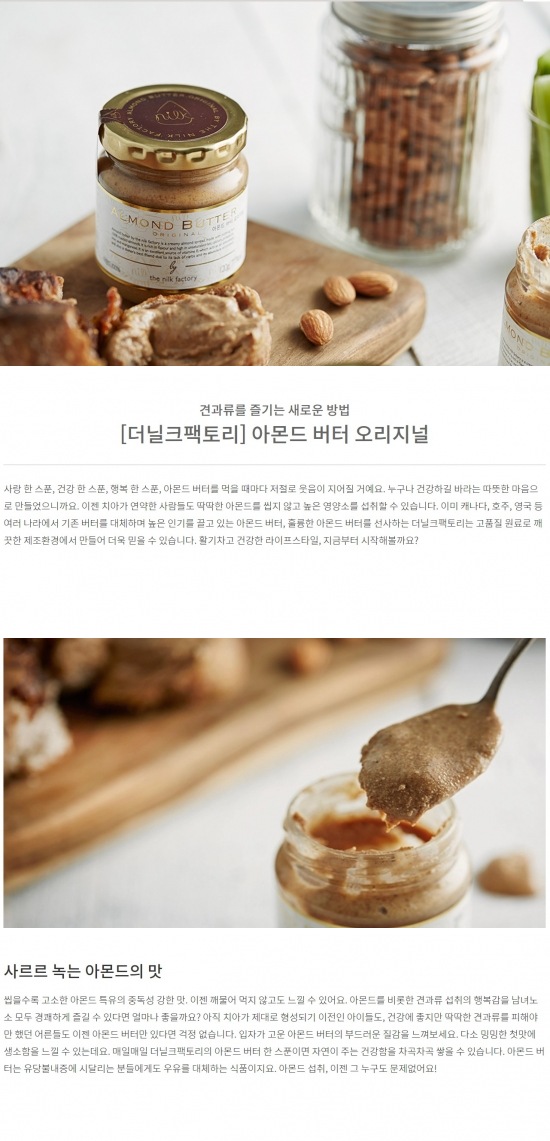 nilk
ALMOND BUTTER
ORIGINAL
by
the nilk factory
견과류를 즐기는 새로운 방법
[더닐크팩토리] 아몬드 버터 오리지널
사랑 한 스푼, 건강 한 스푼, 행복 한 스푼, 아몬드 버터를 먹을 때마다 저절로 웃음이 지어질 거예요. 누구나 건강하길 바라는 따뜻한 마음으
로 만들었으니까요. 이젠 치아가 연약한 사람들도 딱딱한 아몬드를 씹지 않고 높은 영양소를 섭취할 수 있습니다. 이미 캐나다, 호주, 영국 등
여러 나라에서 기존 버터를 대체하며 높은 인기를 끌고 있는 아몬드 버터, 훌륭한 아몬드 버터를 선사하는 더닐크팩토리는 고품질 원료로 깨
끗한 제조환경에서 만들어 더욱 믿을 수 있습니다. 활기차고 건강한 라이프스타일, 지금부터 시작해볼까요?
사르르 녹는 아몬드의 맛
씹을수록 고소한 아몬드 특유의 중독성 강한 맛. 이젠 깨물어 먹지 않고도 느낄 수 있어요. 아몬드를 비롯한 견과류 섭취의 행복감을 남녀노
소 모두 경쾌하게 즐길 수 있다면 얼마나 좋을까요? 아직 치아가 제대로 형성되기 이전인 아이들도, 건강에 좋지만 딱딱한 견과류를 피해야
만 했던 어른들도 이젠 아몬드 버터만 있다면 걱정 없습니다. 입자가 고운 아몬드 버터의 부드러운 질감을 느껴보세요. 다소 밍밍한 첫맛에
생소함을 느낄 수 있는데요. 매일매일 더닐크팩토리의 아몬드 버터 한 스푼이면 자연이 주는 건강함을 차곡차곡 쌓을 수 있습니다. 아몬드 버
터는 유당불내증에 시달리는 분들에게도 우유를 대체하는 식품이지요. 아몬드 섭취, 이젠 그 누구도 문제없어요!